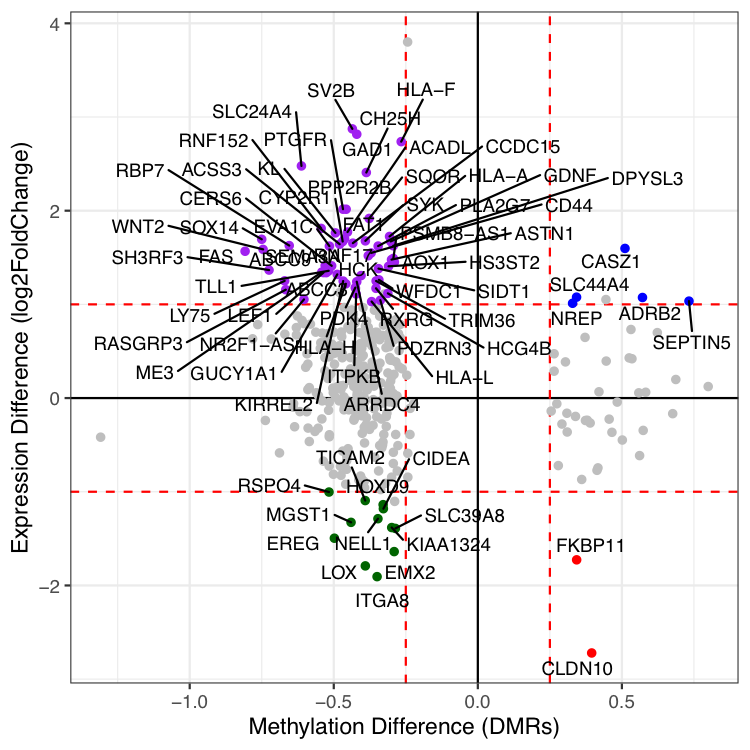 4
2
0
−2
Expression Difference (log2FoldChange)
SV2B
HLA−F
SLC24A4
CH25H
RNF152
PTGFR
GAD1
ACADL
CCDC15
RBP7
ACSS3
KL
SQOR
HLA−A
GDNF
DPYSL3
PPP2R2B
CERS6
CYP2R1
SYK
PLA2G7
CD44
WNT2
SOX14
EVA1C
FAT1
PSMB8−AS1
ASTN1
SH3RF3
FAS
HCK
AOX1
HS3ST2
CASZ1
TLL1
ABCC3
WFDC1
SIDT1
SLC44A4
LY75
LEF1
PDK4
RXRG
TRIM36
NREP
ADRB2
RASGRP3
NR2F1−AS1
HLA−H
PDZRN3
HCG4B
SEPTIN5
ME3
GUCY1A1
ITPKB
HLA−L
KIRREL2
ARRDC4
TICAM2
CIDEA
RSPO4
HOXD9
MGST1
SLC39A8
EREG
NELL1
KIAA1324
FKBP11
LOX
EMX2
ITGA8
CLDN10
−1.0
−0.5
0.0
0.5
Methylation Difference (DMRs)